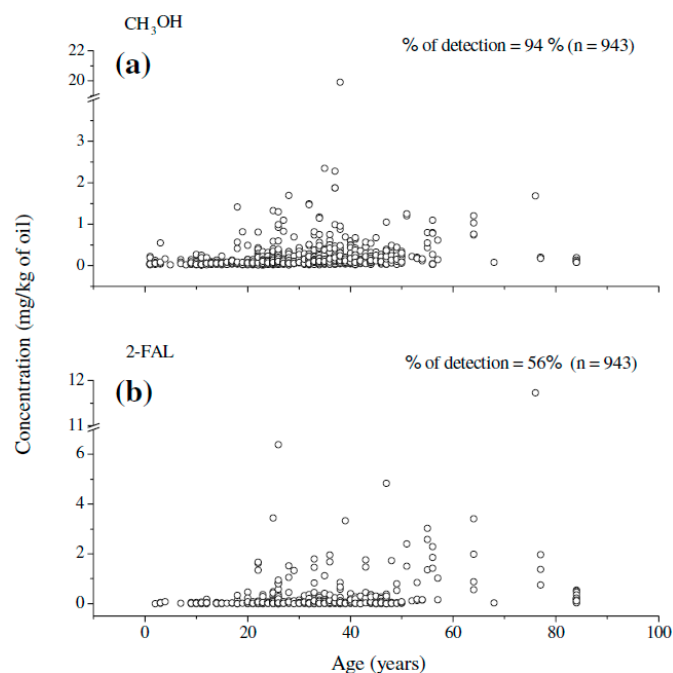 CH₃OH
% of detection = 94 % (n = 943)
(a)
22
20
3
2
1
0
2-FAL
% of detection = 56% (n = 943)
(b)
12
11
6
4
2
0
0 20 40 60 80 100
Concentration (mg/kg of oil)
Age (years)